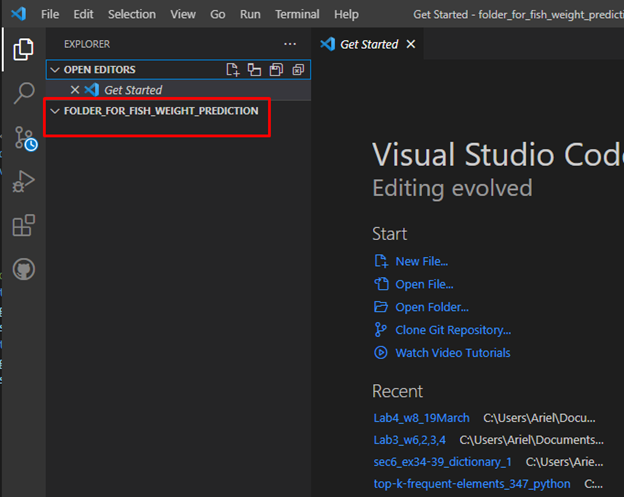 File Edit Selection View Go Run Terminal Help Get Started - folder_for_fish_weight_predicti
EXPLORER
Get Started
OPEN EDITORS
Get Started
FOLDER_FOR_FISH_WEIGHT_PREDICTION
Visual Studio Code
Editing evolved
Start
New File...
Open File...
Open Folder...
Clone Git Repository...
Watch Video Tutorials
Recent
Lab4_w8_19March C:\Users\Ariel\Docu...
Lab3_w6,2,3,4 C:\Users\Ariel\Documents...
sec6_ex34-39_dictionary_1 C:\Users\Arie...
top-k-frequent-elements_347_python C:...